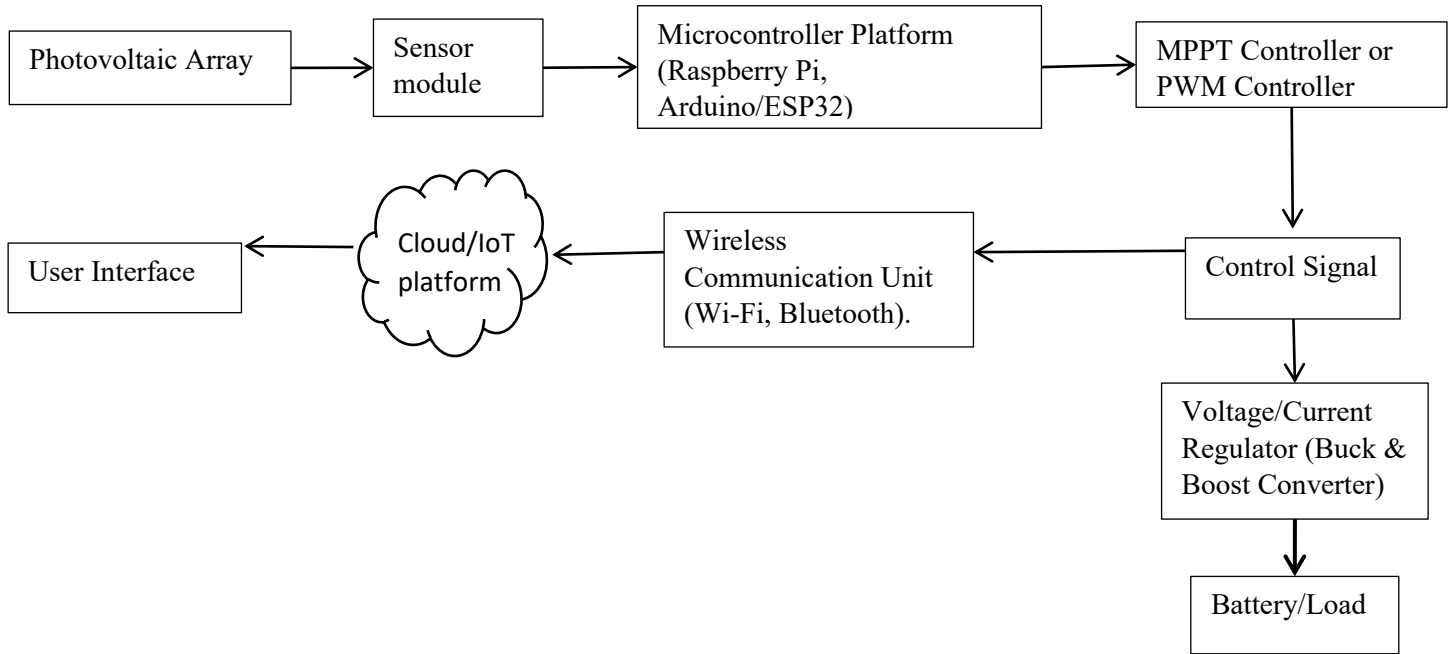 Photovoltaic Array
Sensor
module
Microcontroller Platform
(Raspberry Pi,
Arduino/ESP32)
MPPT Controller or
PWM Controller
User Interface
Cloud/IoT
platform
Wireless
Communication Unit
(Wi-Fi, Bluetooth).
Control Signal
Voltage/Current
Regulator (Buck &
Boost Converter)
Battery/Load